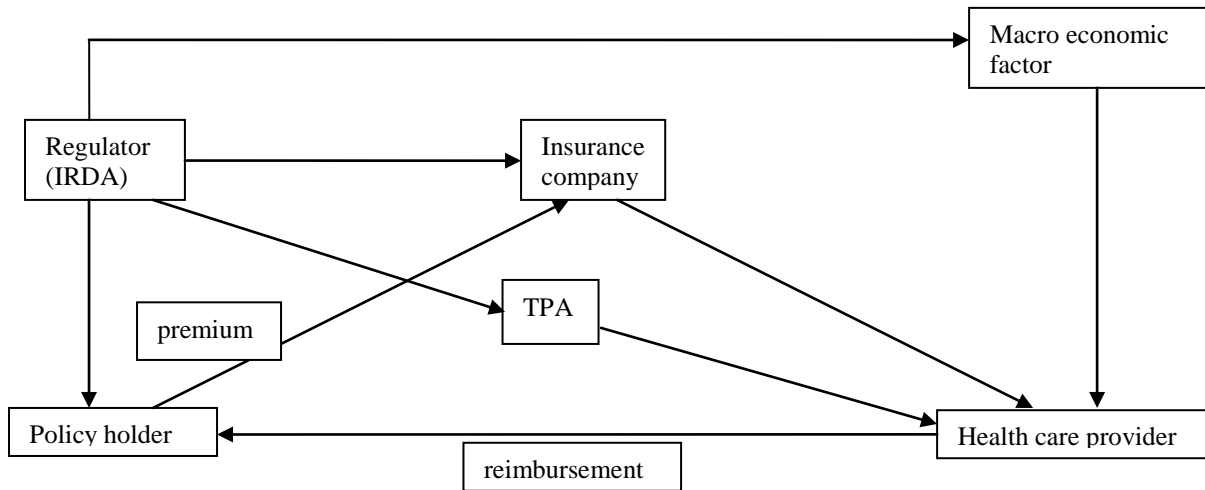 Macro economic
factor
Regulator
(IRDA)
Insurance
company
TPA
premium
Policy holder
Health care provider
reimbursement